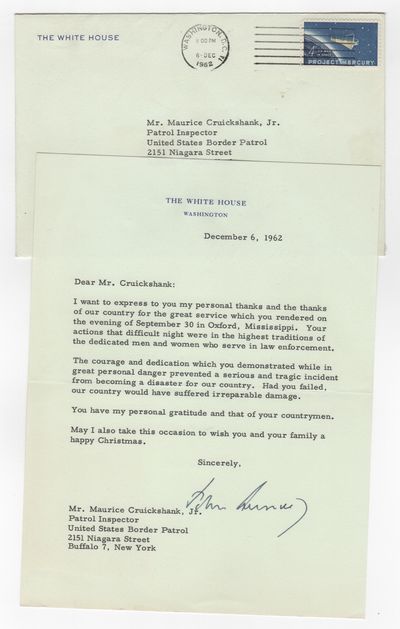 THE WHITE HOUSE
WASHINGTON, D.C.
6-DEC
1962
4¢
PROJECT MERCURY
Mr. Maurice Cruickshank, Jr.
Patrol Inspector
United States Border Patrol
2151 Niagara Street
THE WHITE HOUSE
WASHINGTON
December 6, 1962
Dear Mr. Cruickshank:
I want to express to you my personal thanks and the thanks
of our country for the great service which you rendered on
the evening of September 30 in Oxford, Mississippi. Your
actions that difficult night were in the highest traditions of
the dedicated men and women who serve in law enforcement.
The courage and dedication which you demonstrated while in
great personal danger prevented a serious and tragic incident
from becoming a disaster for our country. Had you failed,
our country would have suffered irreparable damage.
You have my personal gratitude and that of your countrymen.
May I also take this occasion to wish you and your family a
happy Christmas.
Sincerely,
Mr. Maurice Cruickshank, Jr.
Patrol Inspector
United States Border Patrol
2151 Niagara Street
Buffalo 7, New York